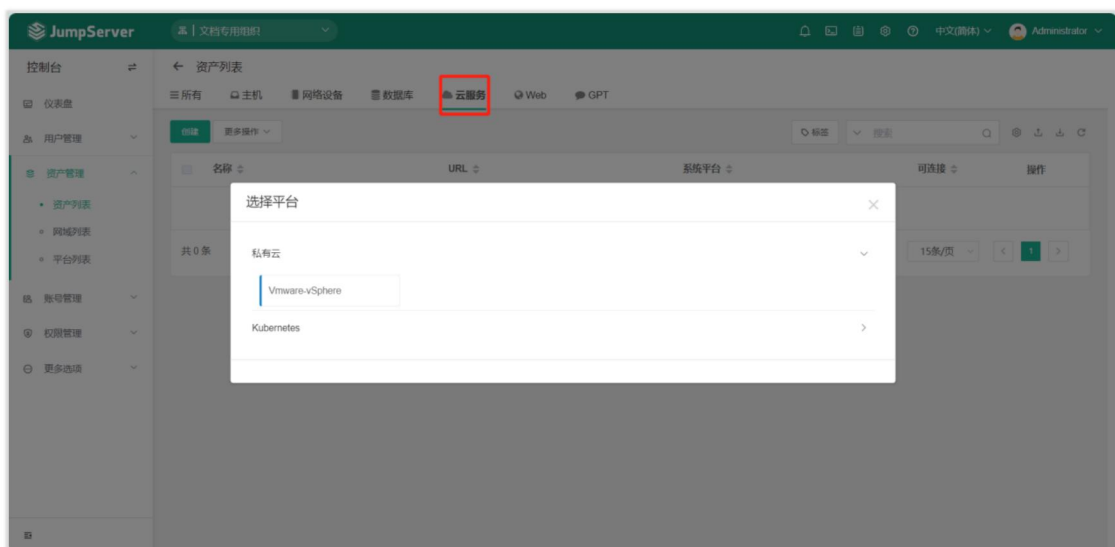 JumpServer 文档专用组织 中文(简体) Administrator
控制台 资产列表
仪表盘 所有 主机 网络设备 数据库 云服务 Web GPT
用户管理 创建 更多操作 标签 搜索
资产管理 名称 URL 系统平台 可连接 操作
资产列表
网域列表
平台列表 共 0 条 15条/页 1
账号管理
权限管理
更多选项
选择平台
私有云
Vmware-vSphere
Kubernetes